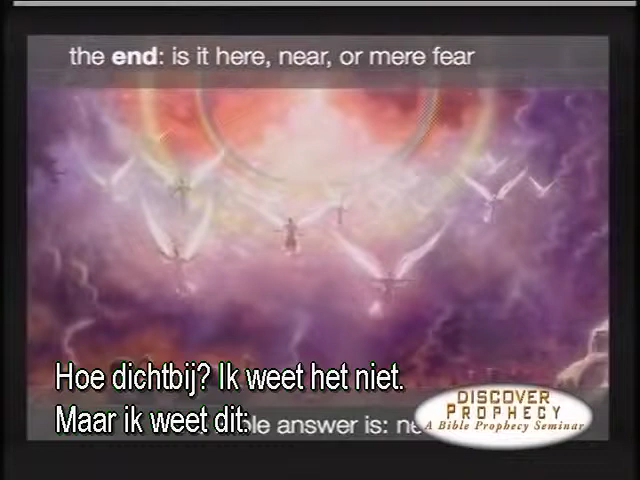 the end: is it here, near, or mere fear
Hoe dichtbij? Ik weet het niet.
Maar ik weet dit:
answer is:
DISCOVER
PROPHECY
A Bible Prophecy Seminar